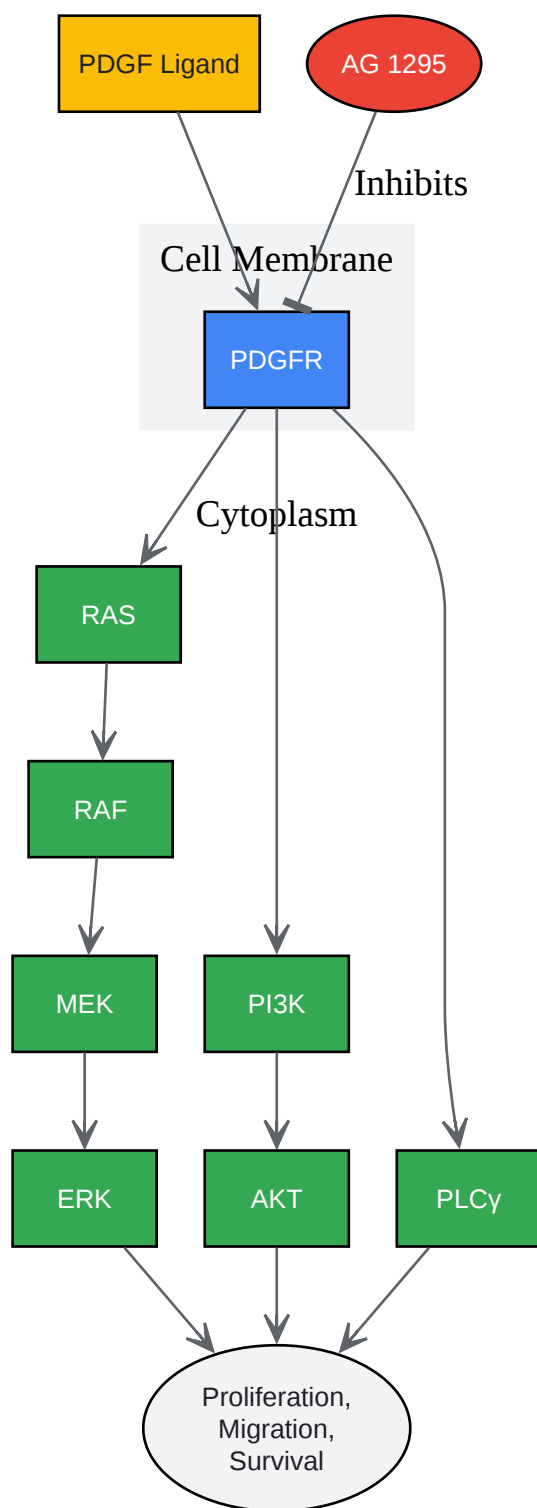 PDGF Ligand
AG 1295
Inhibits
Cell Membrane
PDGFR
Cytoplasm
RAS
RAF
MEK
PI3K
ERK
AKT
PLCγ
Proliferation,
Migration,
Survival